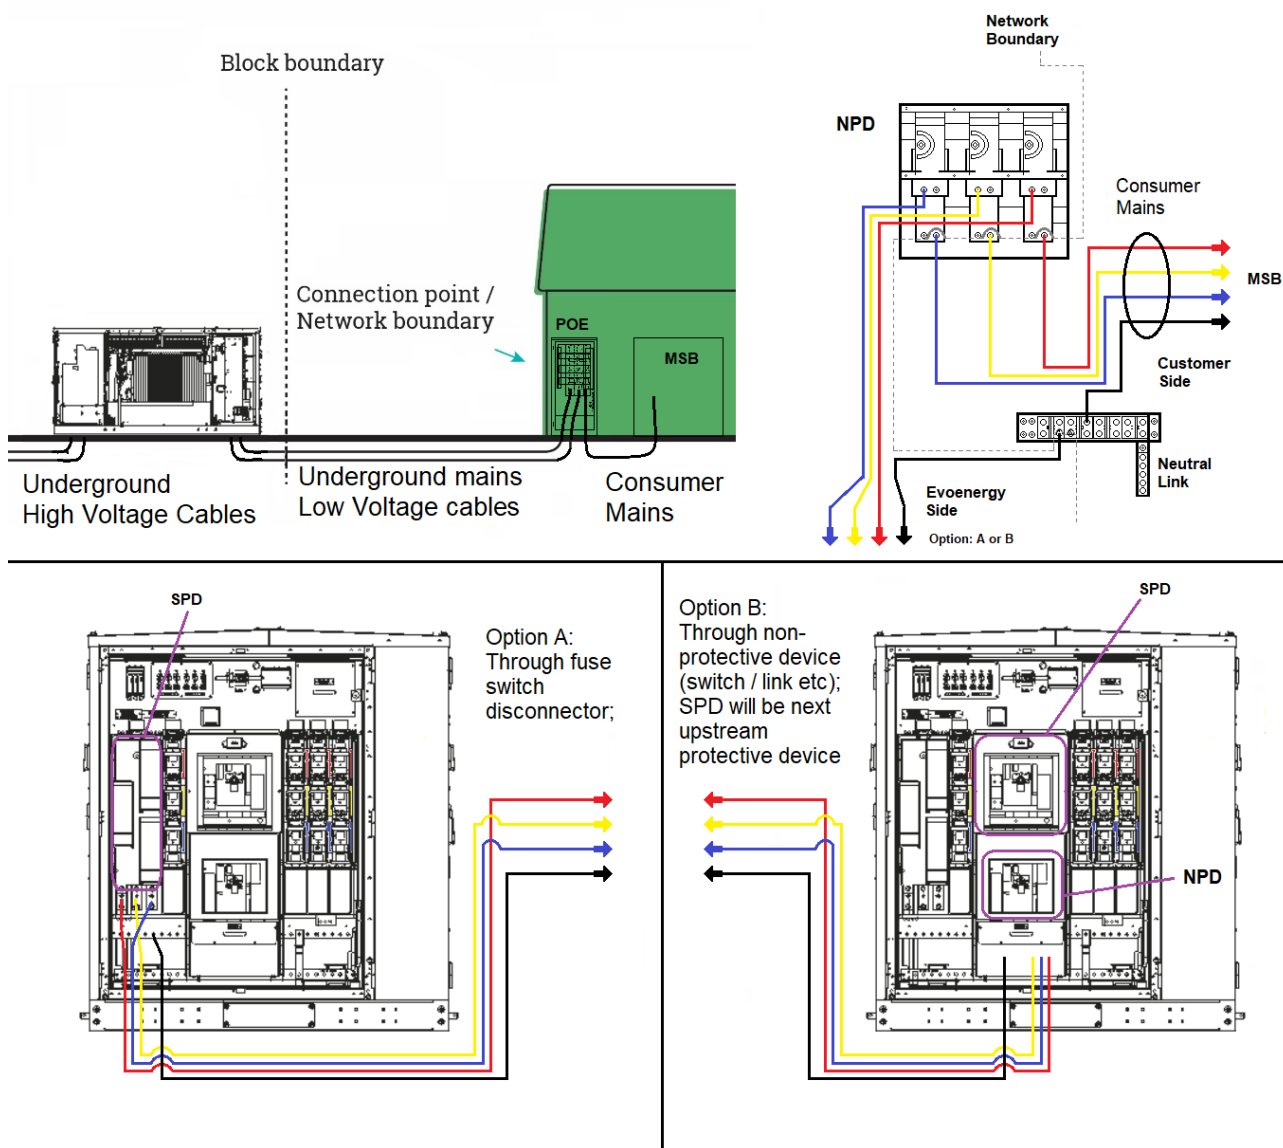 Block boundary
Connection point /
Network boundary
POE
MSB
Underground
High Voltage Cables
Underground mains
Low Voltage cables
Consumer
Mains
Network
Boundary
NPD
Consumer
Mains
MSB
Customer
Side
Neutral
Link
Evoenergy
Side
Option: A or B
SPD
Option A:
Through fuse
switch
disconnector;
Option B:
Through non-
protective device
(switch / link etc);
SPD will be next
upstream
protective device
SPD
NPD